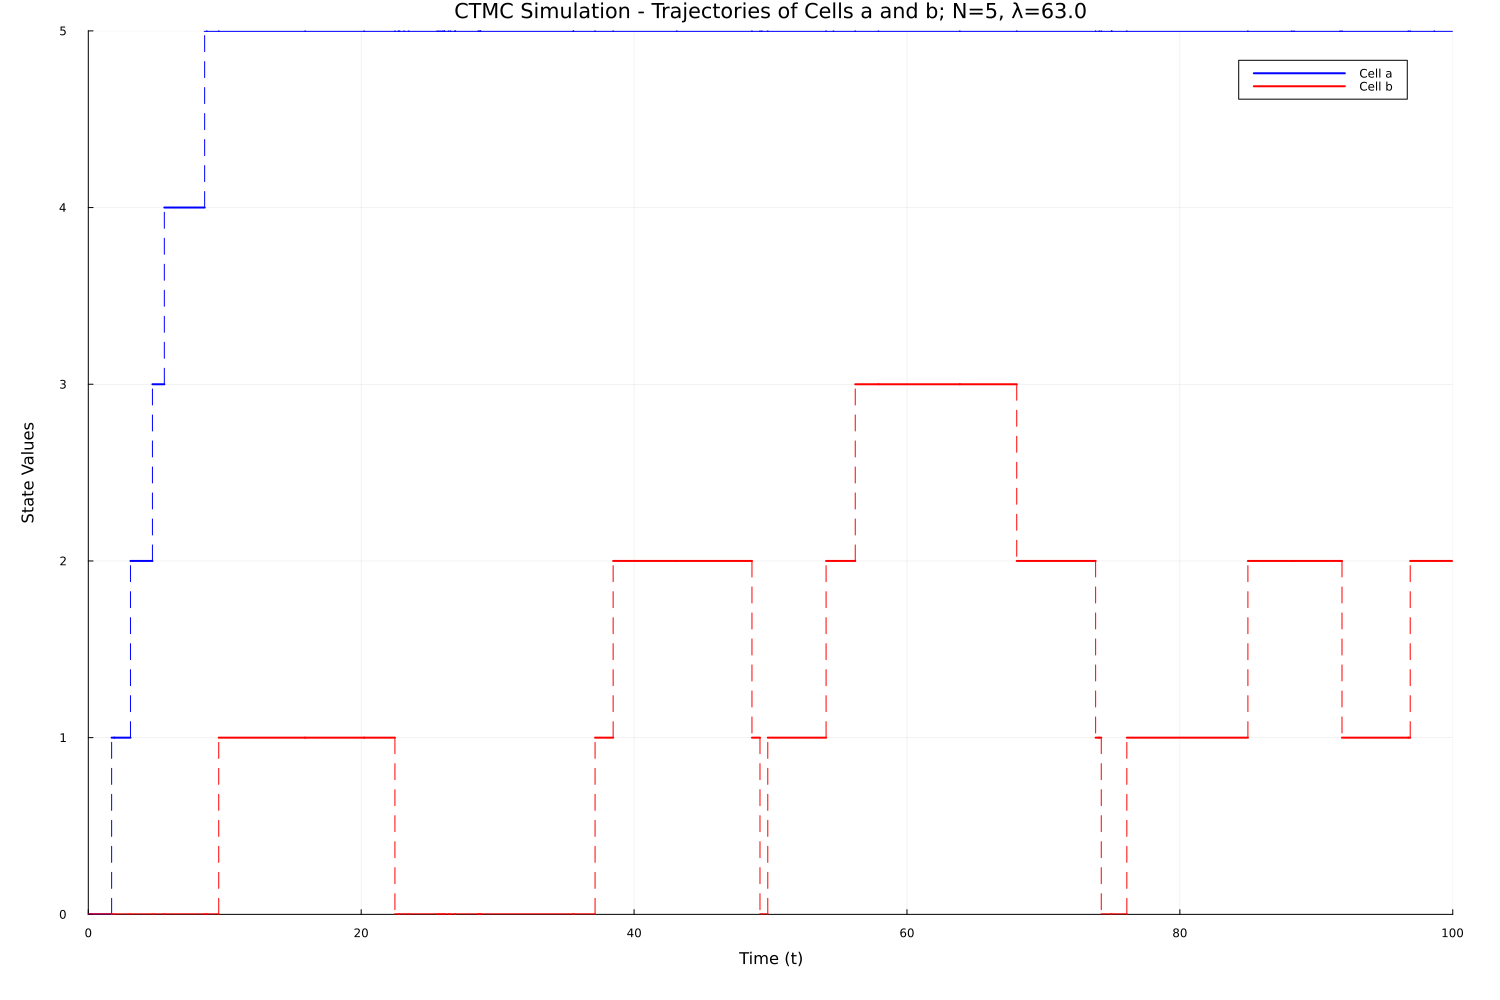 CTMC Simulation - Trajectories of Cells a and b; N=5, λ=63.0
5
Cell a
Cell b
4
3
State Values
2
1
0
0 20 40 60 80 100
Time (t)